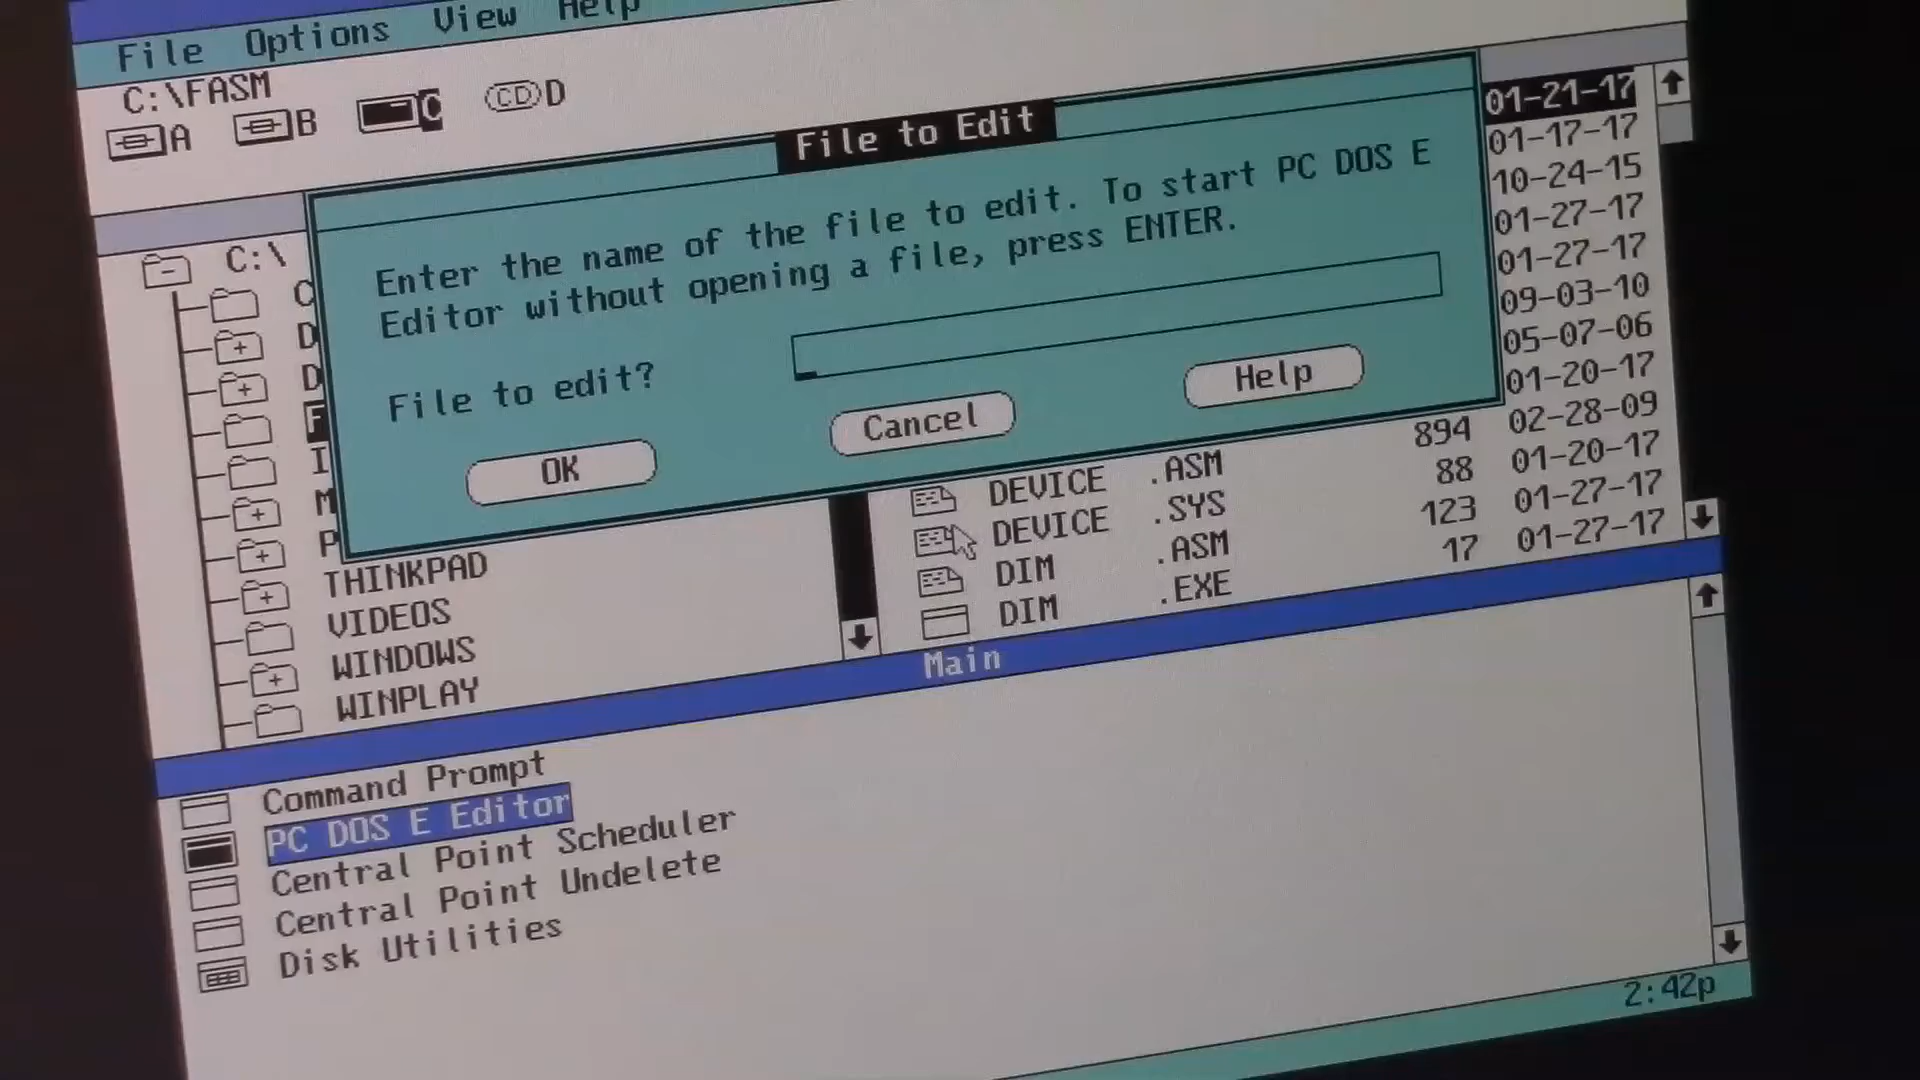 File Options View Help
C:\FASM
A B C D
File to Edit
Enter the name of the file to edit. To start PC DOS E
Editor without opening a file, press ENTER.
File to edit?
OK Cancel Help
01-21-17
01-17-17
10-24-15
01-27-17
01-27-17
09-03-10
05-07-06
01-20-17
894 02-28-09
88 01-20-17
123 01-27-17
17 01-27-17
C:\
C
D
D
F
I
M
P
THINKPAD
VIDEOS
WINDOWS
WINPLAY
DEVICE .ASM
DEVICE .SYS
DIM .ASM
DIM .EXE
Main
Command Prompt
PC DOS E Editor
Central Point Scheduler
Central Point Undelete
Disk Utilities
2:42p